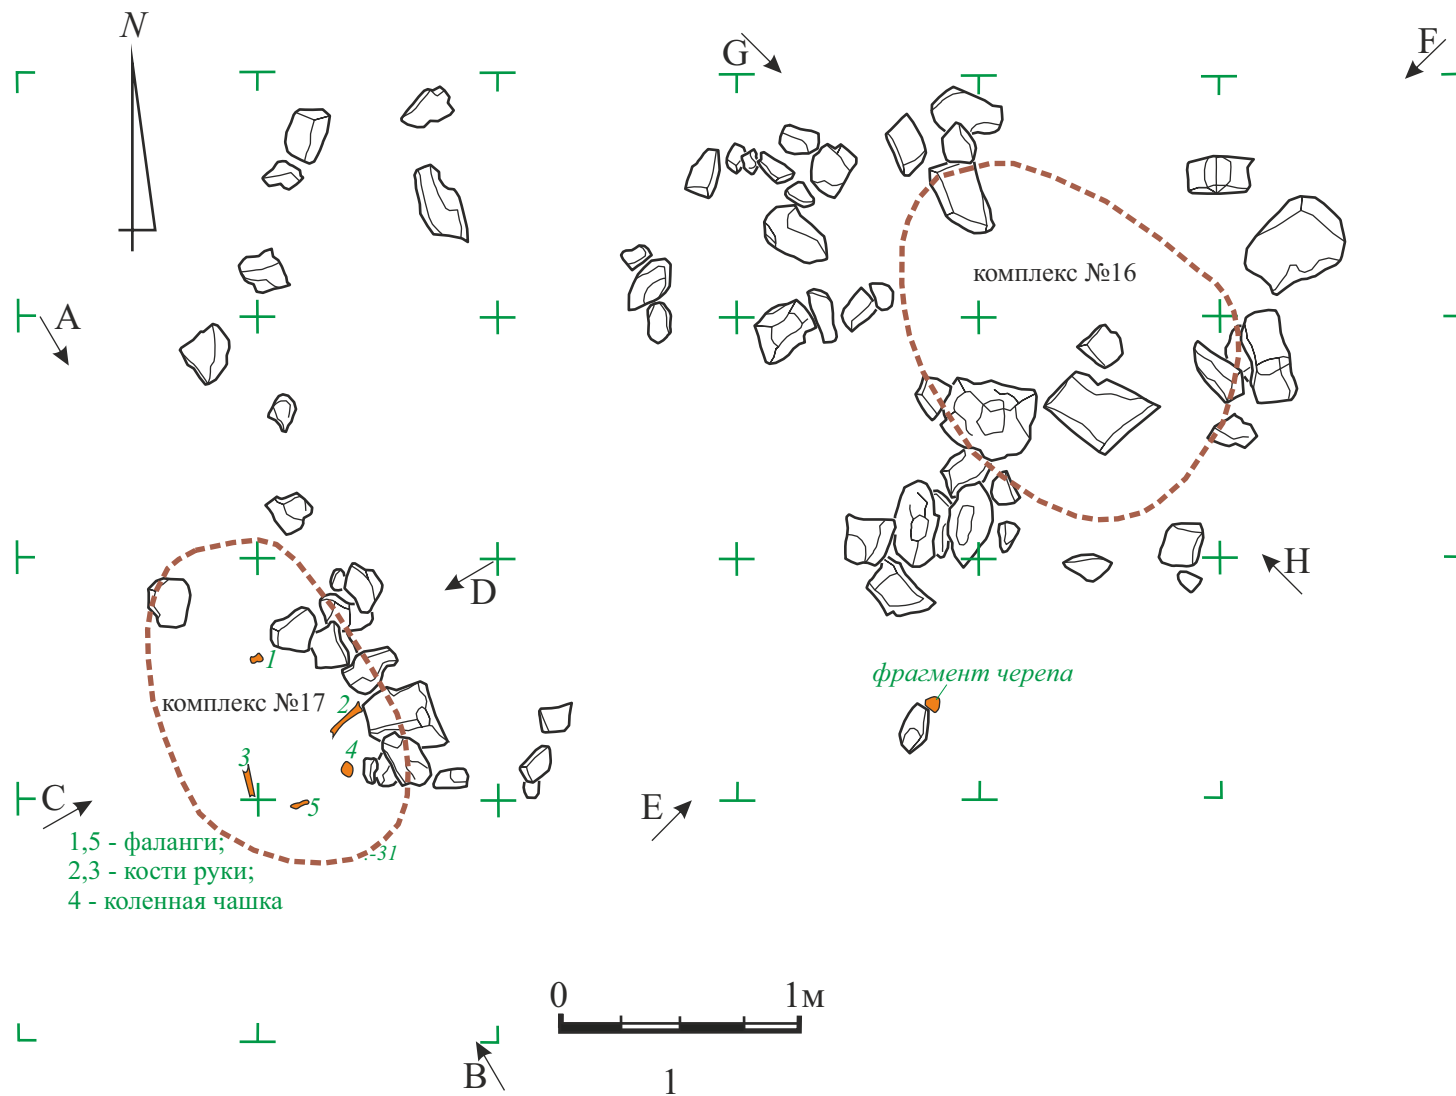 N
G
F
A
комплекс №16
D
H
1
фрагмент черепа
комплекс №17
2
3
4
C
5
E
1,5 - фаланги;
.-31
2,3 - кости руки;
4 - коленная чашка
0
1м
B
1